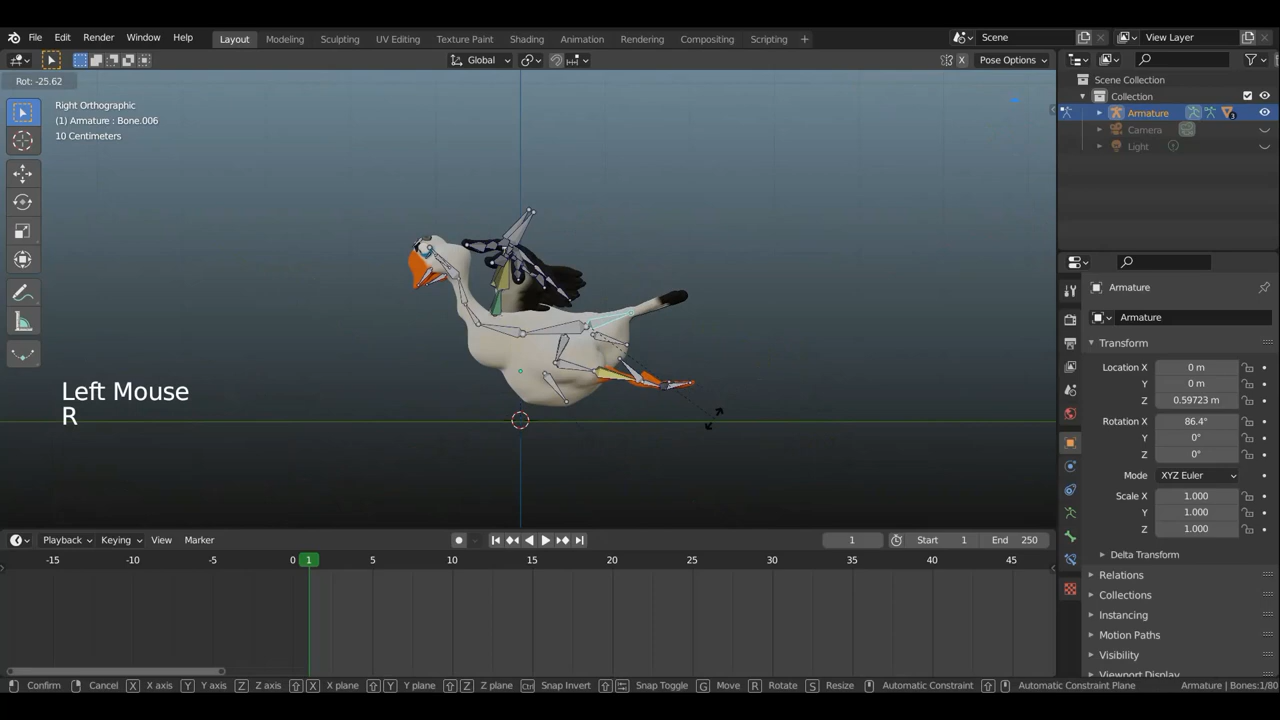 File Edit Render Window Help Layout Modeling Sculpting UV Editing Texture Paint Shading Animation Rendering Compositing Scripting + Scene View Layer
Global X Pose Options
Rot: -25.62
Right Orthographic
(1) Armature : Bone.006
10 Centimeters
Left Mouse
R
Scene Collection
Collection
Armature 3
Camera
Light
Armature
Armature
Transform
Location X 0 m
Y 0 m
Z 0.59723 m
Rotation X 86.4°
Y 0°
Z 0°
Mode XYZ Euler
Scale X 1.000
Y 1.000
Z 1.000
Delta Transform
Relations
Collections
Instancing
Motion Paths
Visibility
Viewport Display
Playback Keying View Marker 1 Start 1 End 250
-15 -10 -5 0 1 5 10 15 20 25 30 35 40 45
Confirm Cancel X X axis Y Y axis Z Z axis X X plane Y Y plane Z Z plane Ctrl Snap Invert Snap Toggle G Move R Rotate S Resize Automatic Constraint Automatic Constraint Plane Armature | Bones:1/80